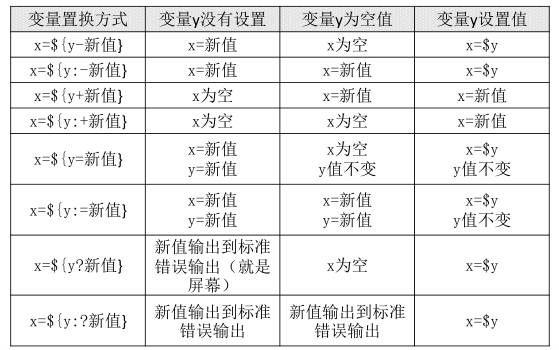 变量置换方式 变量y没有设置 变量y为空值 变量y设置值
x=${y-新值} x=新值 x为空 x=$y
x=${y:-新值} x=新值 x=新值 x=$y
x=${y+新值} x为空 x=新值 x=新值
x=${y:+新值} x为空 x为空 x=新值
x=${y=新值} x=新值 x为空 x=$y
y=新值 y值不变 y值不变
x=${y:=新值} x=新值 x=新值 x=$y
y=新值 y=新值 y值不变
x=${y?新值} 新值输出到标准 x为空 x=$y
错误输出（就是
屏幕）
x=${y:?新值} 新值输出到标准 新值输出到标准 x=$y
错误输出 错误输出